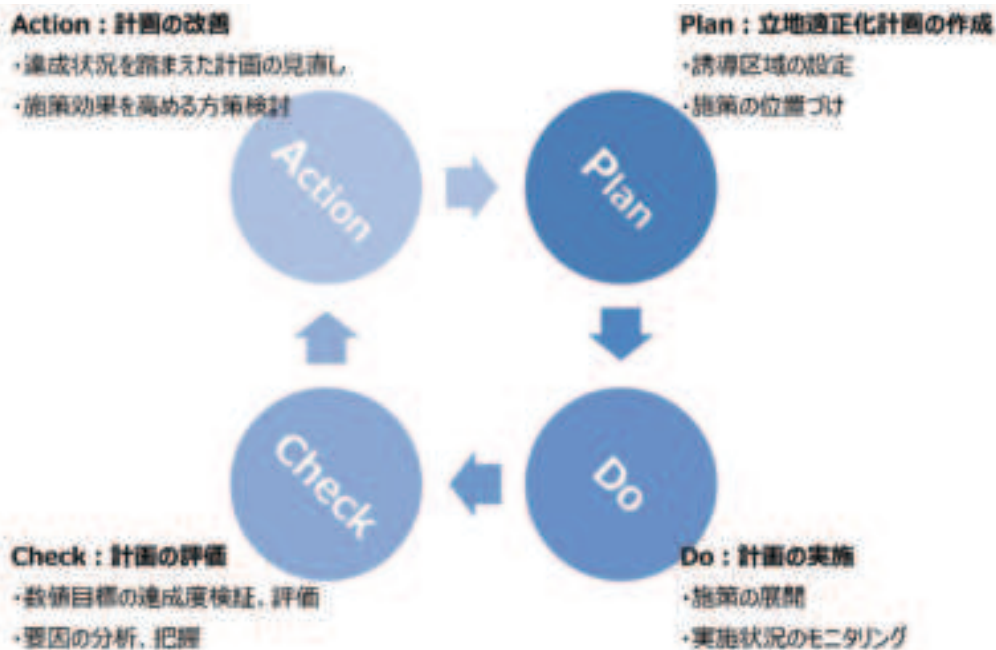 Action：計画の改善
・達成状況を踏まえた計画の見直し
・施策効果を高める方策検討
Plan：立地適正化計画の作成
・誘導区域の設定
・施策の位置づけ
Action
Plan
Check
Do
Check：計画の評価
・数値目標の達成度検証、評価
・要因の分析、把握
Do：計画の実施
・施策の展開
・実施状況のモニタリング